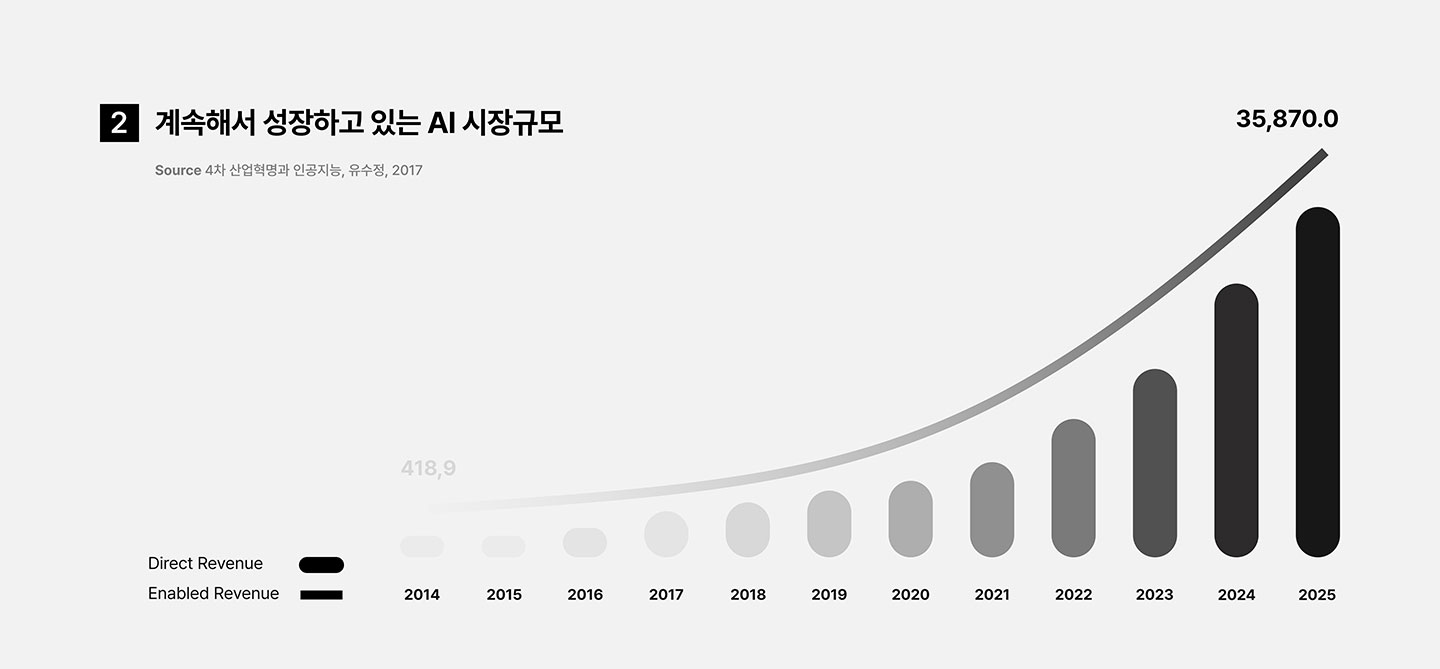 2 계속해서 성장하고 있는 AI 시장규모
Source 4차 산업혁명과 인공지능, 유수정, 2017
35,870.0
418,9
Direct Revenue
Enabled Revenue
2014 2015 2016 2017 2018 2019 2020 2021 2022 2023 2024 2025